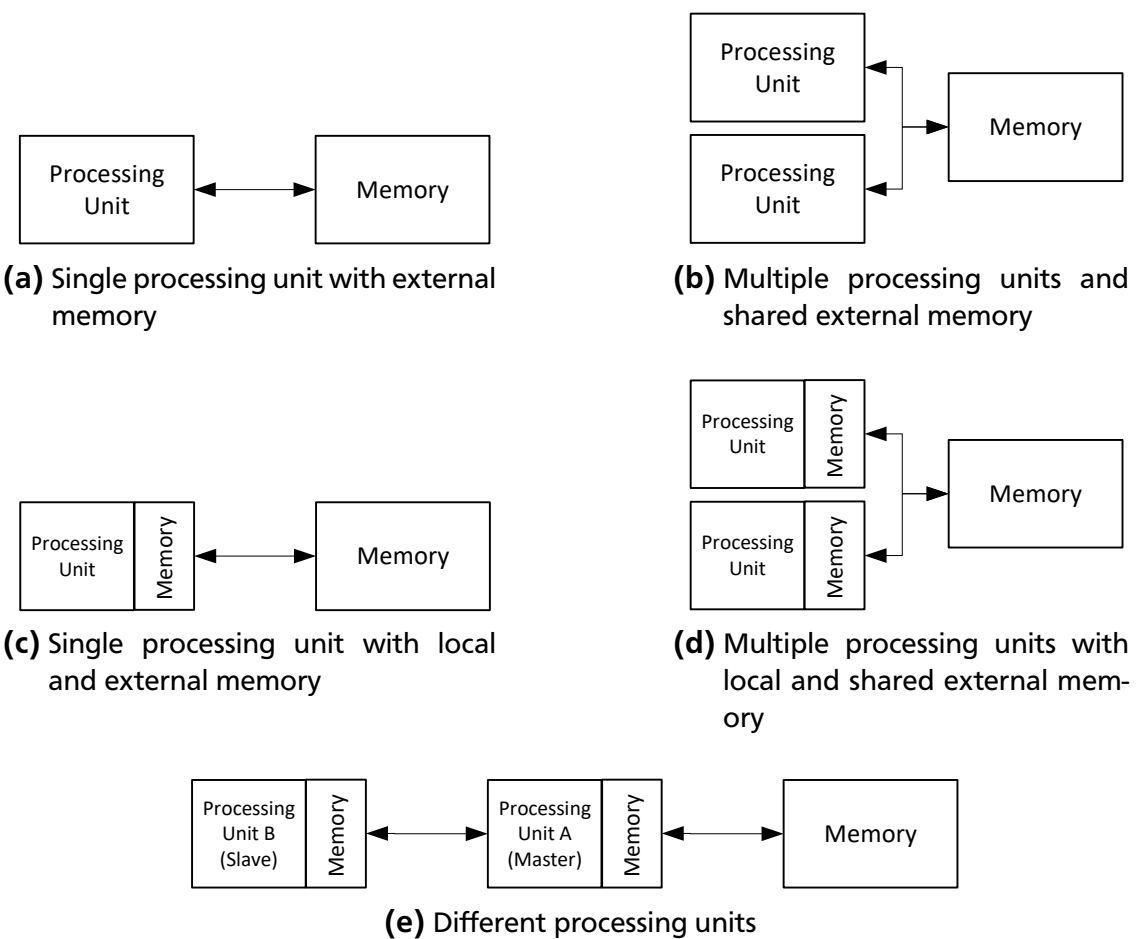 Processing
Unit
Memory
(a) Single processing unit with external
memory
Processing
Unit
Processing
Unit
Memory
(b) Multiple processing units and
shared external memory
Processing
Unit
Memory
Memory
(c) Single processing unit with local
and external memory
Processing
Unit
Memory
Processing
Unit
Memory
Memory
(d) Multiple processing units with
local and shared external mem-
ory
Processing
Unit B
(Slave)
Memory
Processing
Unit A
(Master)
Memory
Memory
(e) Different processing units